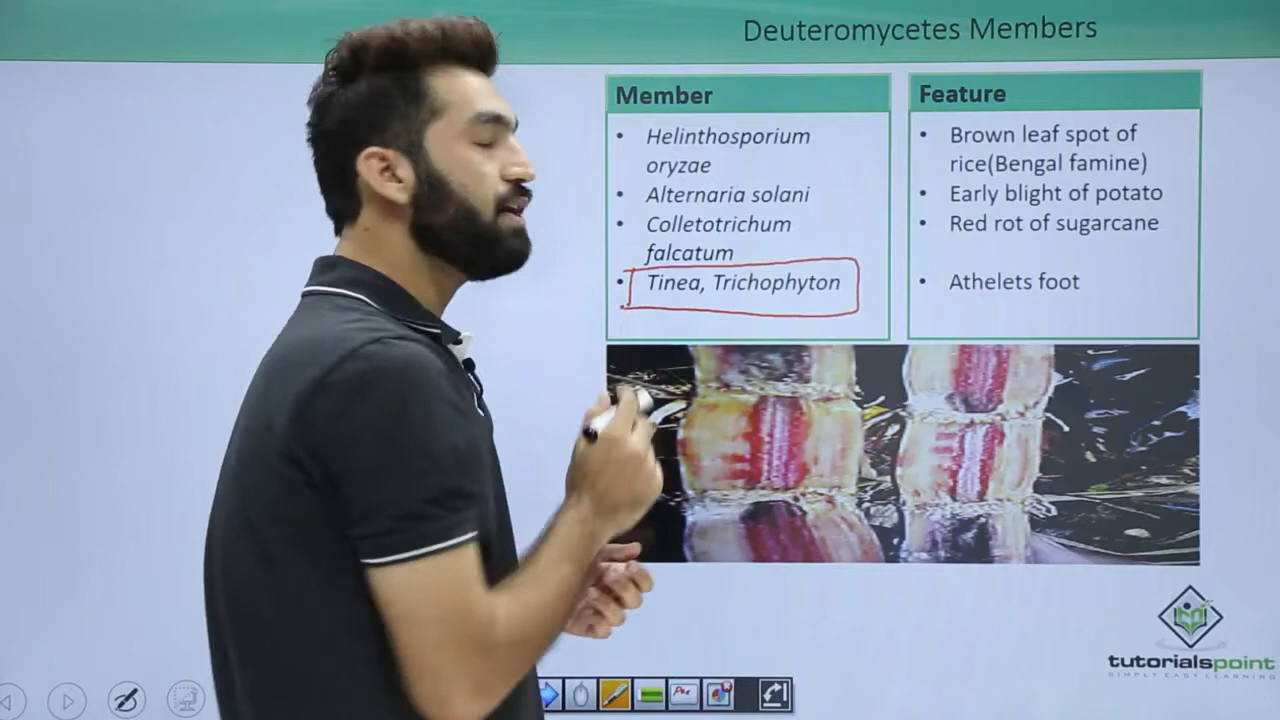 Deuteromycetes Members
Member
Feature
• Helinthosporium
oryzae
• Alternaria solani
• Colletotrichum
falcatum
• Tinea, Trichophyton
• Brown leaf spot of
rice(Bengal famine)
• Early blight of potato
• Red rot of sugarcane
• Athelets foot
tutorialspoint
SIMPLY EASY LEARNING
Pen